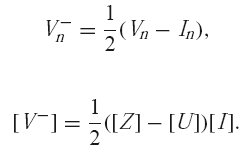 V_n^- = \frac{1}{2}(V_n - I_n),
[V^-] = \frac{1}{2}([Z] - [U])[I].